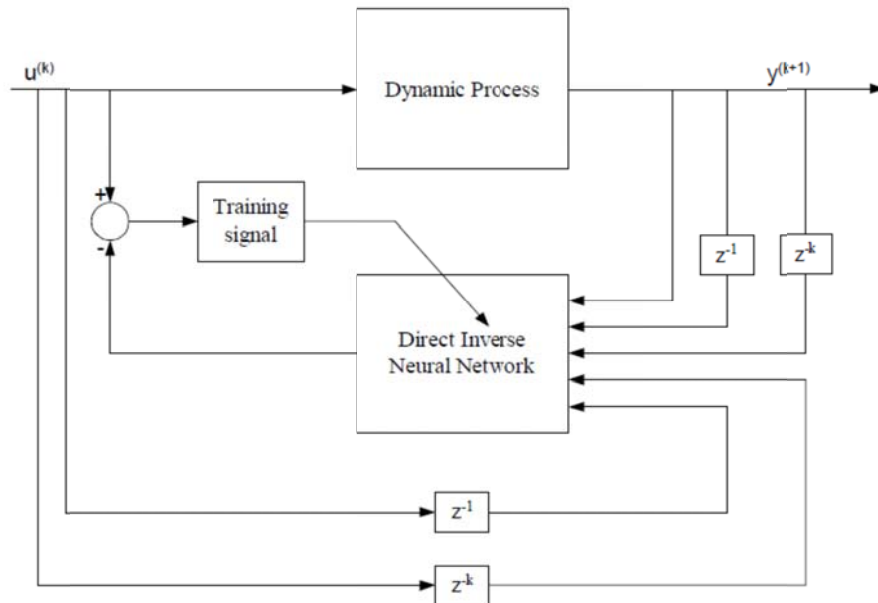 u(k)
Dynamic Process
y(k+1)
+
-
Training
signal
z-1
z-k
Direct Inverse
Neural Network
z-1
z-k